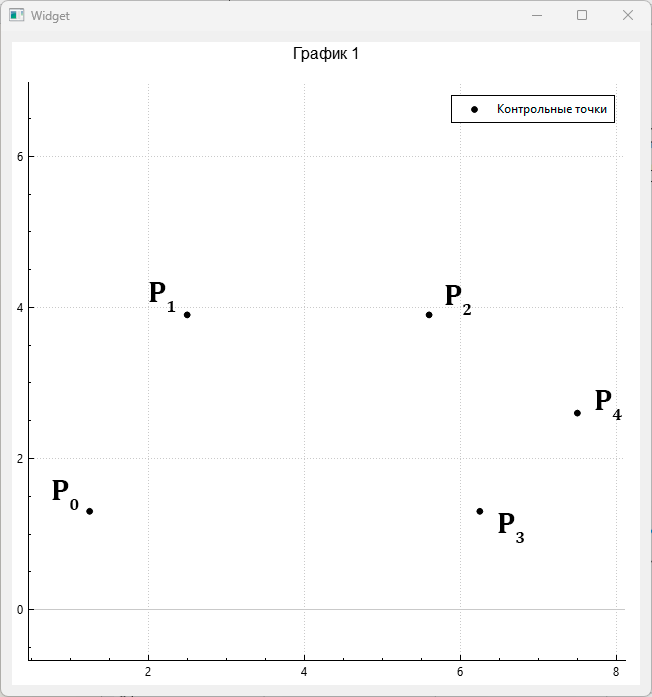 Widget
График 1
Контрольные точки
6
P1
P2
4
P4
2
P0
P3
0
2 4 6 8